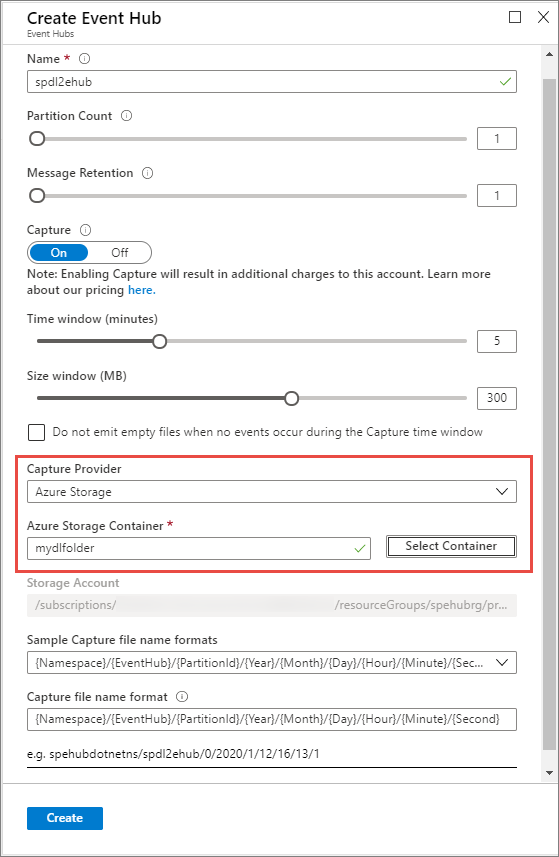 Create Event Hub
Event Hubs
Name *
spdl2ehub
Partition Count
1
Message Retention
1
Capture
On Off
Note: Enabling Capture will result in additional charges to this account. Learn more
about our pricing here.
Time window (minutes)
5
Size window (MB)
300
Do not emit empty files when no events occur during the Capture time window
Capture Provider
Azure Storage
Azure Storage Container *
mydlfolder Select Container
Storage Account
/subscriptions/ /resourceGroups/spehubrg/pr...
Sample Capture file name formats
{Namespace}/{EventHub}/{PartitionId}/{Year}/{Month}/{Day}/{Hour}/{Minute}/{Sec...
Capture file name format
{Namespace}/{EventHub}/{PartitionId}/{Year}/{Month}/{Day}/{Hour}/{Minute}/{Second}
e.g. spehubdotnetns/spdl2ehub/0/2020/1/12/16/13/1
Create